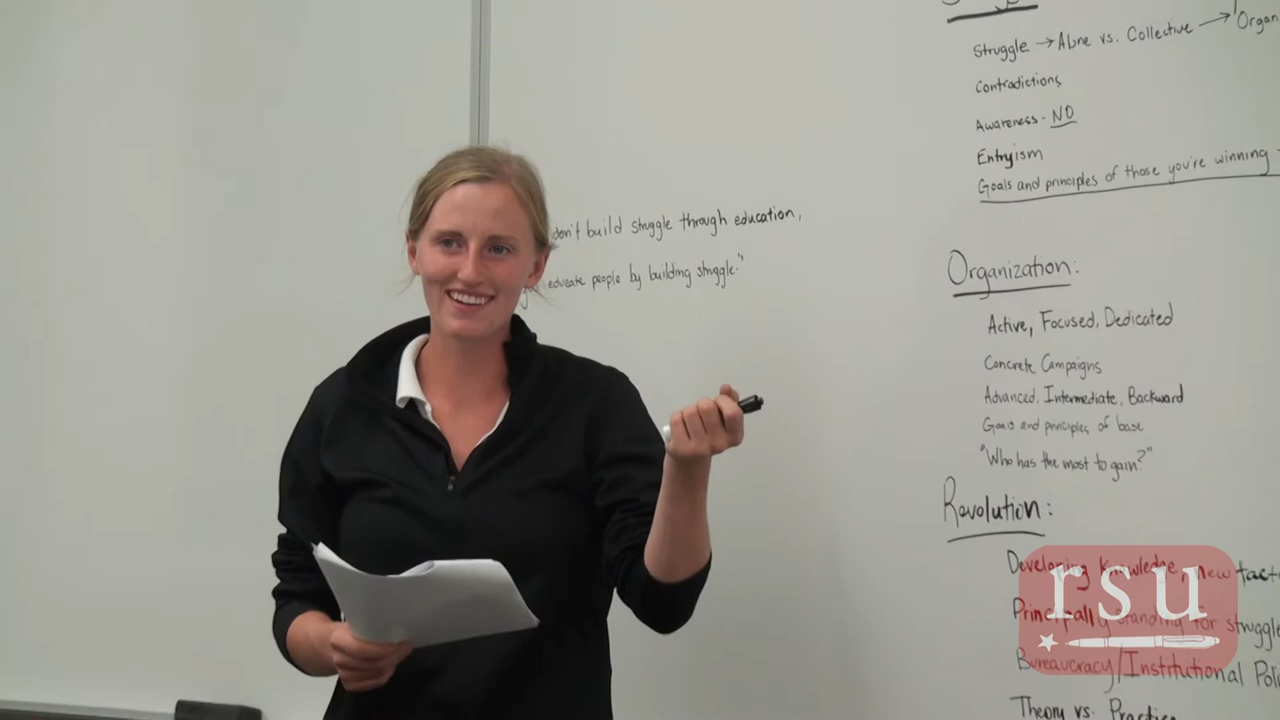 don't build struggle through education,
educate people by building struggle."
Struggle → Alone vs. Collective →
Contradictions
Awareness - NO
Entryism
Goals and principles of those you're winning
Organization:
Active, Focused, Dedicated
Concrete Campaigns
Advanced, Intermediate, Backward
Goals and principles of base
"Who has the most to gain?"
Revolution:
Developing Knowledge, new
Principally standing for struggle
Bureaucracy/Institutional
Theory vs. Practice
rsu